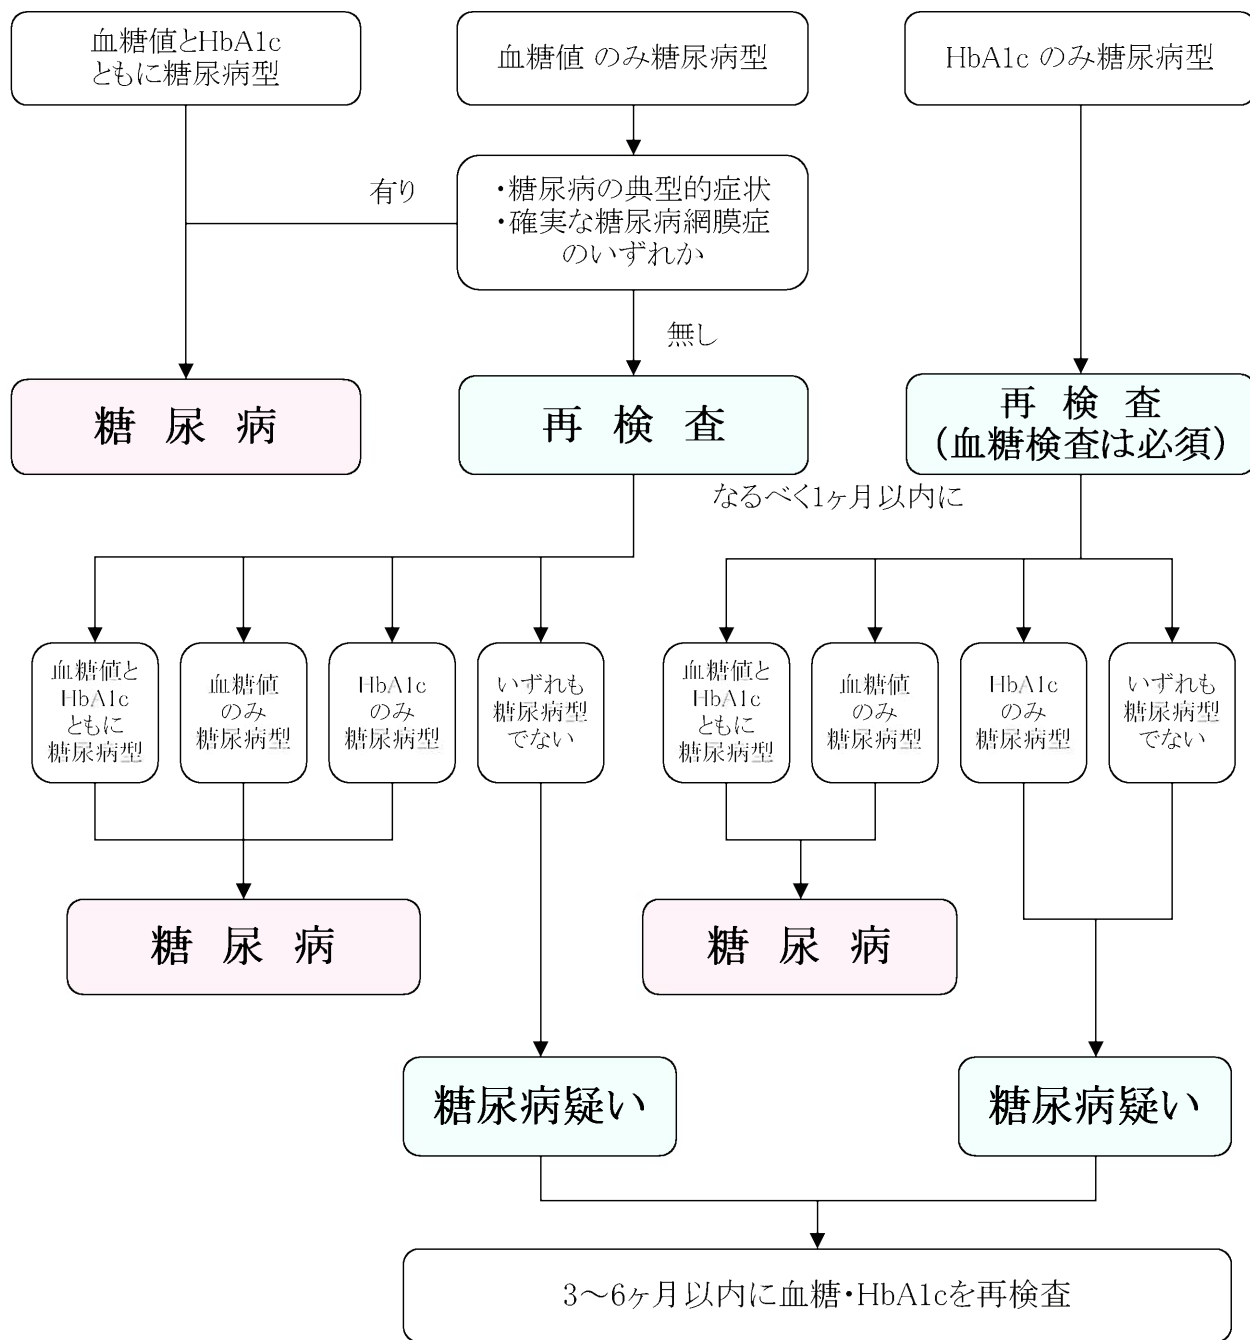 血糖値とHbA1c
ともに糖尿病型
血糖値 のみ糖尿病型
HbA1c のみ糖尿病型
有り
・糖尿病の典型的症状
・確実な糖尿病網膜症
のいずれか
無し
糖 尿 病
再 検 査
再 検 査
(血糖検査は必須)
なるべく1ヶ月以内に
血糖値と
HbA1c
ともに
糖尿病型
血糖値
のみ
糖尿病型
HbA1c
のみ
糖尿病型
いずれも
糖尿病型
でない
血糖値と
HbA1c
ともに
糖尿病型
血糖値
のみ
糖尿病型
HbA1c
のみ
糖尿病型
いずれも
糖尿病型
でない
糖 尿 病
糖 尿 病
糖尿病疑い
糖尿病疑い
3～6ヶ月以内に血糖・HbA1cを再検査